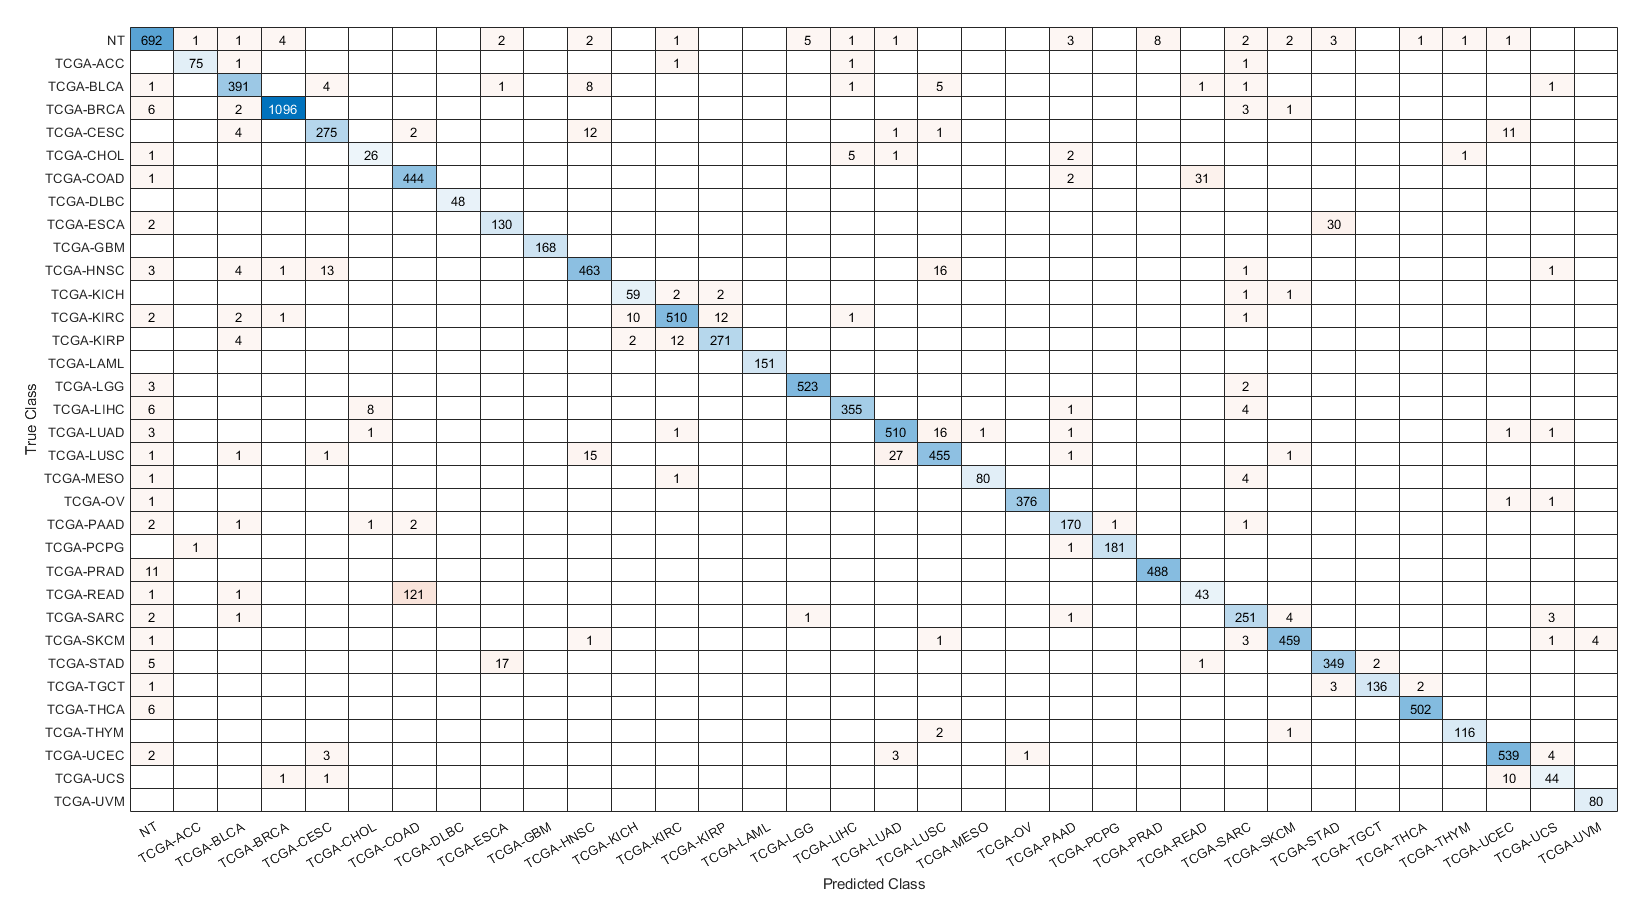 NT 692 1 1 4 2 2 1 5 1 1 3 8 2 2 3 1 1 1
TCGA-ACC 75 1 1 1 1
TCGA-BLCA 1 391 4 1 8 1 5 1 1 1
TCGA-BRCA 6 2 1096 3 1
TCGA-CESC 4 275 2 12 1 1 11
TCGA-CHOL 1 26 5 1 2 1
TCGA-COAD 1 444 2 31
TCGA-DLBC 48
TCGA-ESCA 2 130 30
TCGA-GBM 168
TCGA-HNSC 3 4 1 13 463 16 1 1
TCGA-KICH 59 2 2 1 1
TCGA-KIRC 2 2 1 10 510 12 1 1
TCGA-KIRP 4 2 12 271
TCGA-LAML 151
TCGA-LGG 3 523 2
TCGA-LIHC 6 8 355 1 4
TCGA-LUAD 3 1 1 510 16 1 1 1 1
TCGA-LUSC 1 1 1 15 27 455 1 1
TCGA-MESO 1 1 80 4
TCGA-OV 1 376 1 1
TCGA-PAAD 2 1 1 2 170 1 1
TCGA-PCPG 1 1 181
TCGA-PRAD 11 488
TCGA-READ 1 1 121 43
TCGA-SARC 2 1 1 1 251 4 3
TCGA-SKCM 1 1 1 3 459 1 4
TCGA-STAD 5 17 1 349 2
TCGA-TGCT 1 3 136 2
TCGA-THCA 6 502
TCGA-THYM 2 1 116
TCGA-UCEC 2 3 3 1 539 4
TCGA-UCS 1 1 10 44
TCGA-UVM 80
True Class
NT TCGA-ACC TCGA-BLCA TCGA-BRCA TCGA-CESC TCGA-CHOL TCGA-COAD TCGA-DLBC TCGA-ESCA TCGA-GBM TCGA-HNSC TCGA-KICH TCGA-KIRC TCGA-KIRP TCGA-LAML TCGA-LGG TCGA-LIHC TCGA-LUAD TCGA-LUSC TCGA-MESO TCGA-OV TCGA-PAAD TCGA-PCPG TCGA-PRAD TCGA-READ TCGA-SARC TCGA-SKCM TCGA-STAD TCGA-TGCT TCGA-THCA TCGA-THYM TCGA-UCEC TCGA-UCS TCGA-UVM
Predicted Class